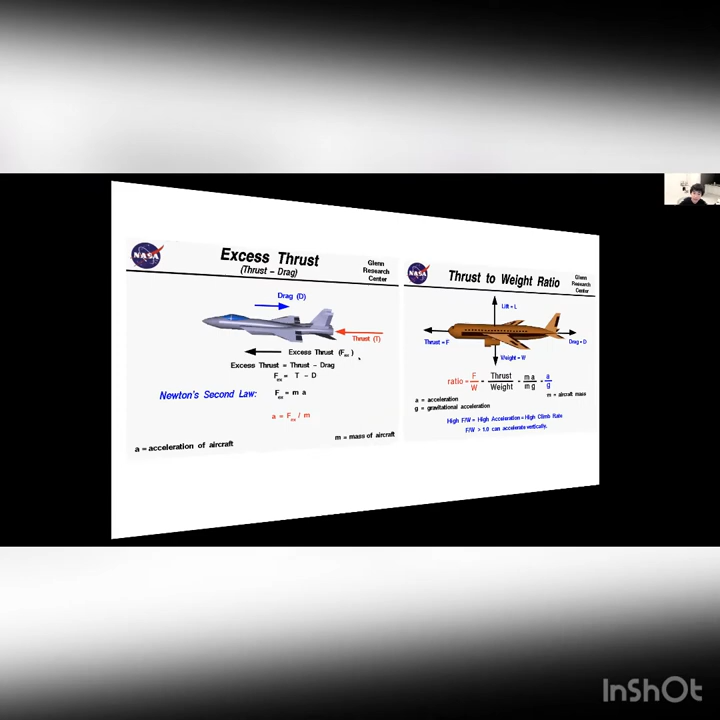 NASA
Excess Thrust
(Thrust – Drag)
Glenn
Research
Center
Drag (D)
Thrust (T)
Excess Thrust (Fex)
Excess Thrust = Thrust – Drag
Fex = T – D
Newton's Second Law: Fex = m a
a = Fex / m
a = acceleration of aircraft
m = mass of aircraft
NASA
Thrust to Weight Ratio
Glenn
Research
Center
Lift = L
Thrust = F
Drag = D
Weight = W
ratio = F/W = Thrust/Weight = m a/m g = a/g
a = acceleration
m = aircraft mass
g = gravitational acceleration
High F/W = High Acceleration = High Climb Rate
F/W > 1.0 can accelerate vertically.
InShOt